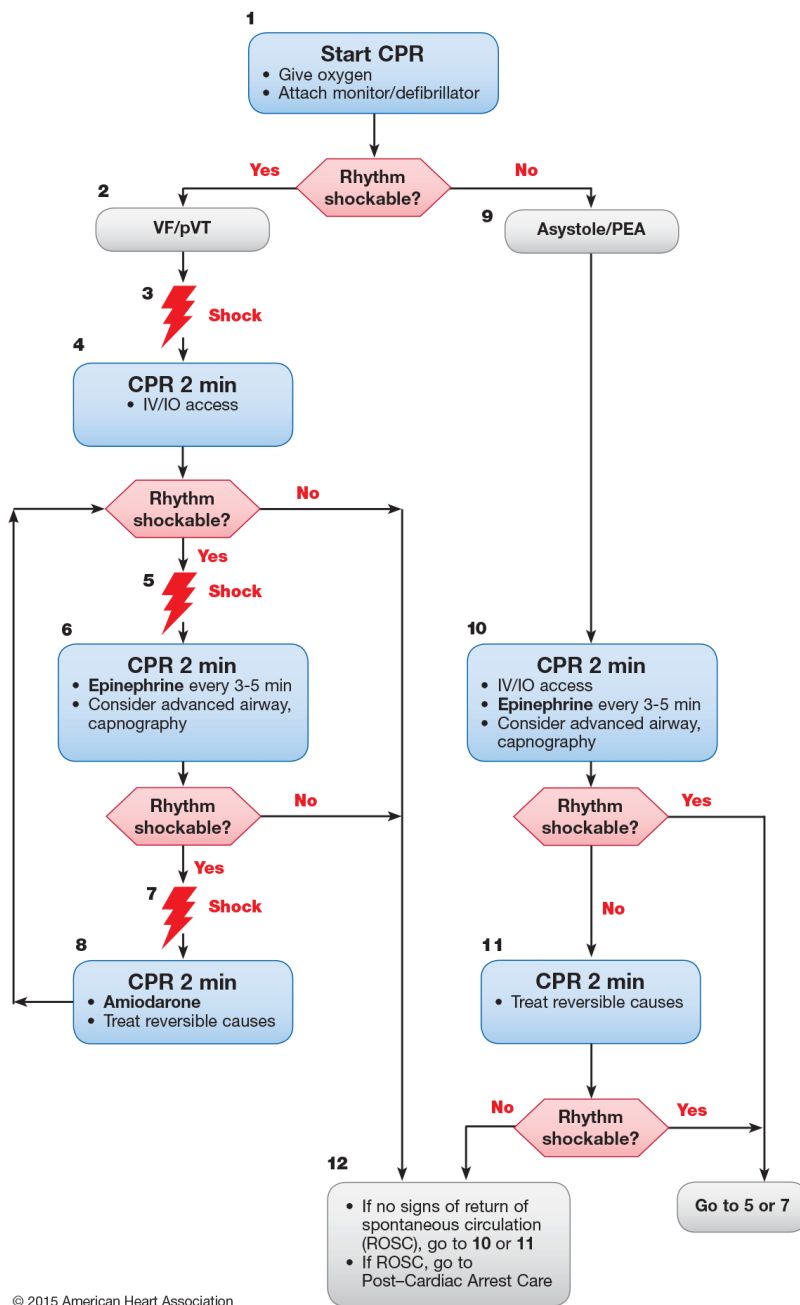 1
Start CPR
• Give oxygen
• Attach monitor/defibrillator
Rhythm
shockable?
Yes
No
2
VF/pVT
9
Asystole/PEA
3
Shock
4
CPR 2 min
• IV/IO access
Rhythm
shockable?
No
Yes
5
Shock
6
CPR 2 min
• Epinephrine every 3-5 min
• Consider advanced airway,
capnography
10
CPR 2 min
• IV/IO access
• Epinephrine every 3-5 min
• Consider advanced airway,
capnography
Rhythm
shockable?
No
Yes
Rhythm
shockable?
Yes
No
7
Shock
8
CPR 2 min
• Amiodarone
• Treat reversible causes
11
CPR 2 min
• Treat reversible causes
Rhythm
shockable?
No
Yes
12
• If no signs of return of
spontaneous circulation
(ROSC), go to 10 or 11
• If ROSC, go to
Post–Cardiac Arrest Care
Go to 5 or 7
© 2015 American Heart Association